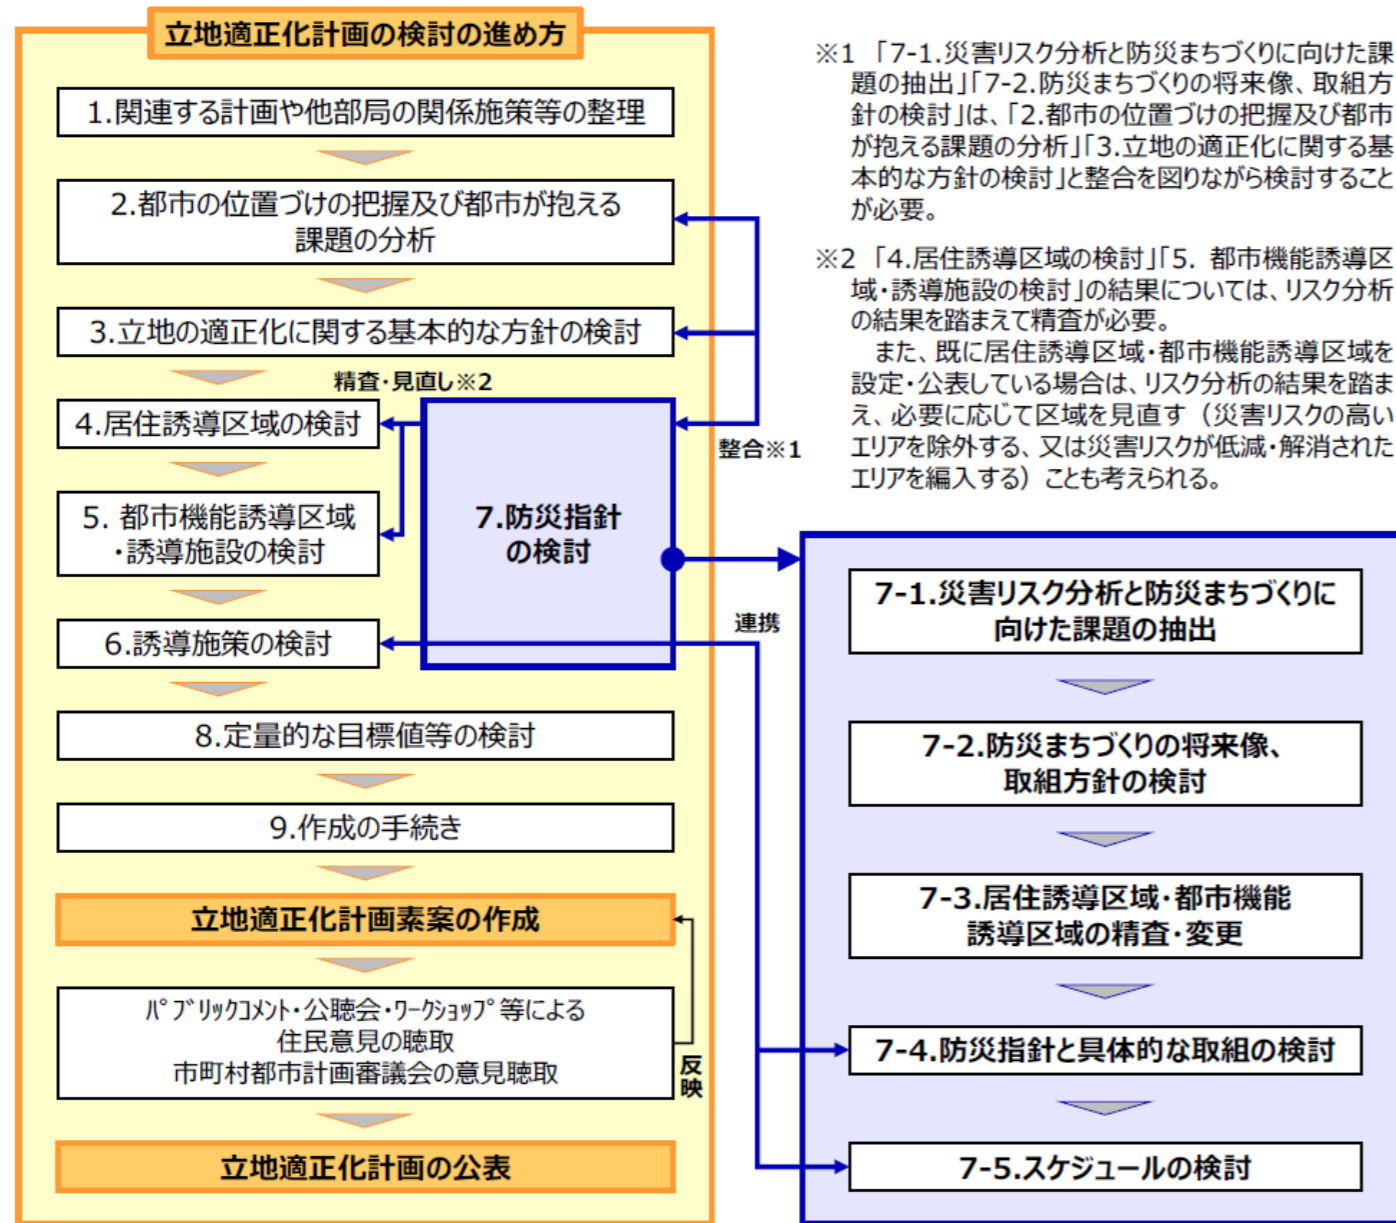 立地適正化計画の検討の進め方
1.関連する計画や他部局の関係施策等の整理
2.都市の位置づけの把握及び都市が抱える
課題の分析
3.立地の適正化に関する基本的な方針の検討
精査・見直し※2
4.居住誘導区域の検討
5. 都市機能誘導区域
・誘導施設の検討
6.誘導施策の検討
7.防災指針
の検討
整合※1
連携
8.定量的な目標値等の検討
9.作成の手続き
立地適正化計画素案の作成
ﾊﾟﾌﾞﾘｯｸｺﾒﾝﾄ・公聴会・ﾜｰｸｼｮｯﾌﾟ等による
住民意見の聴取
市町村都市計画審議会の意見聴取
反映
立地適正化計画の公表
※1 「7-1.災害リスク分析と防災まちづくりに向けた課
題の抽出」「7-2.防災まちづくりの将来像、取組方
針の検討」は、「2.都市の位置づけの把握及び都市
が抱える課題の分析」「3.立地の適正化に関する基
本的な方針の検討」と整合を図りながら検討すること
が必要。
※2 「4.居住誘導区域の検討」「5. 都市機能誘導区
域・誘導施設の検討」の結果については、リスク分析
の結果を踏まえて精査が必要。
また、既に居住誘導区域・都市機能誘導区域を
設定・公表している場合は、リスク分析の結果を踏ま
え、必要に応じて区域を見直す（災害リスクの高い
エリアを除外する、又は災害リスクが低減・解消された
エリアを編入する）ことも考えられる。
7-1.災害リスク分析と防災まちづくりに
向けた課題の抽出
7-2.防災まちづくりの将来像、
取組方針の検討
7-3.居住誘導区域・都市機能
誘導区域の精査・変更
7-4.防災指針と具体的な取組の検討
7-5.スケジュールの検討